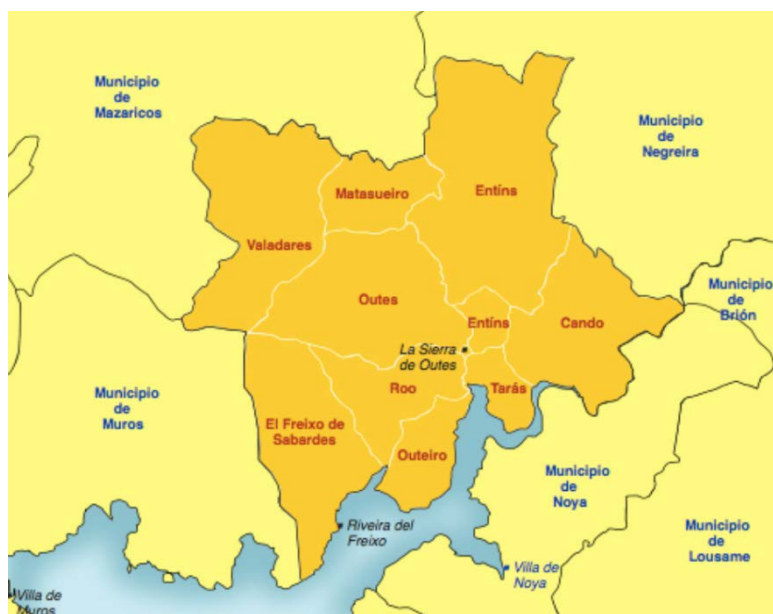 Municipio
de
Mazaricos
Municipio
de
Negreira
Matasueiro
Entíns
Valadares
Municipio
de
Brión
Outes
Entíns
Cando
La Sierra
de Outes
Municipio
de
Muros
Roo
Tarás
El Freixo de
Sabardes
Outeiro
Municipio
de
Noya
Riveira del
Freixo
Municipio
de
Lousame
Villa de
Noya
Villa de
Muros